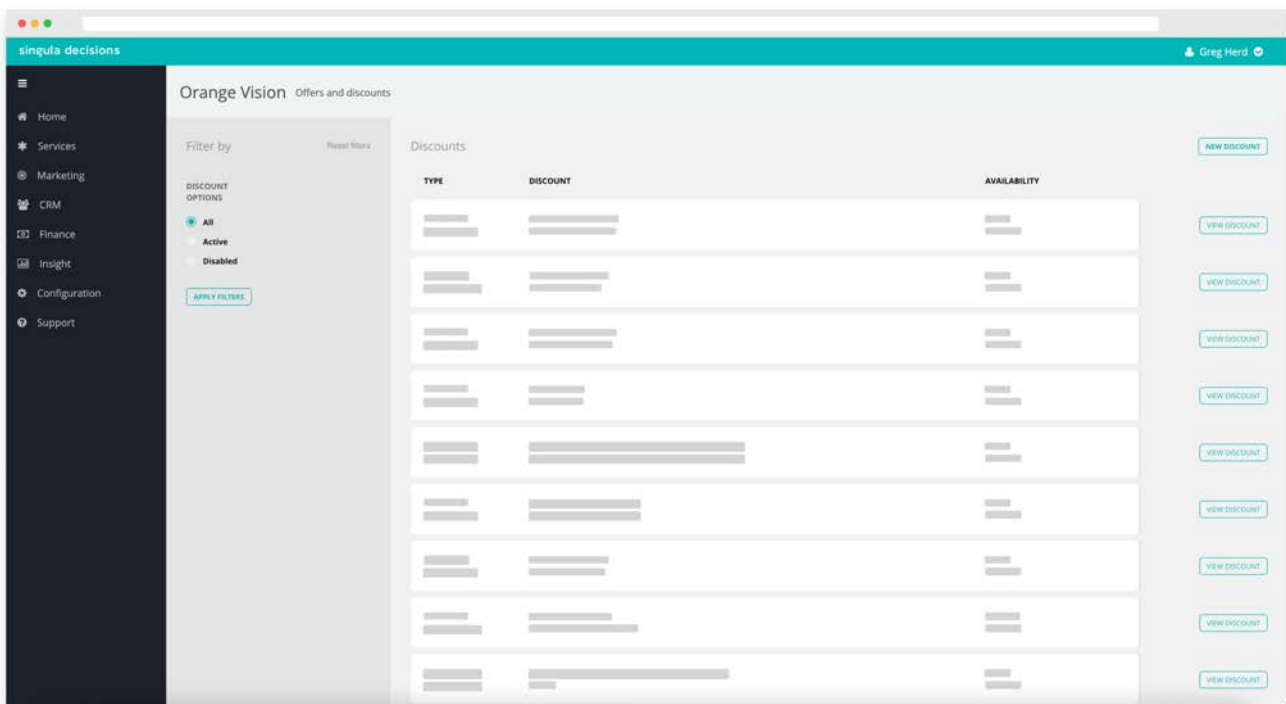 singula decisions
Greg Herd
Orange Vision Offers and discounts
Home
Services
Marketing
CRM
Finance
Insight
Configuration
Support
Filter by
Reset filters
DISCOUNT
OPTIONS
All
Active
Disabled
APPLY FILTERS
Discounts
NEW DISCOUNT
TYPE DISCOUNT AVAILABILITY
VIEW DISCOUNT
VIEW DISCOUNT
VIEW DISCOUNT
VIEW DISCOUNT
VIEW DISCOUNT
VIEW DISCOUNT
VIEW DISCOUNT
VIEW DISCOUNT
VIEW DISCOUNT